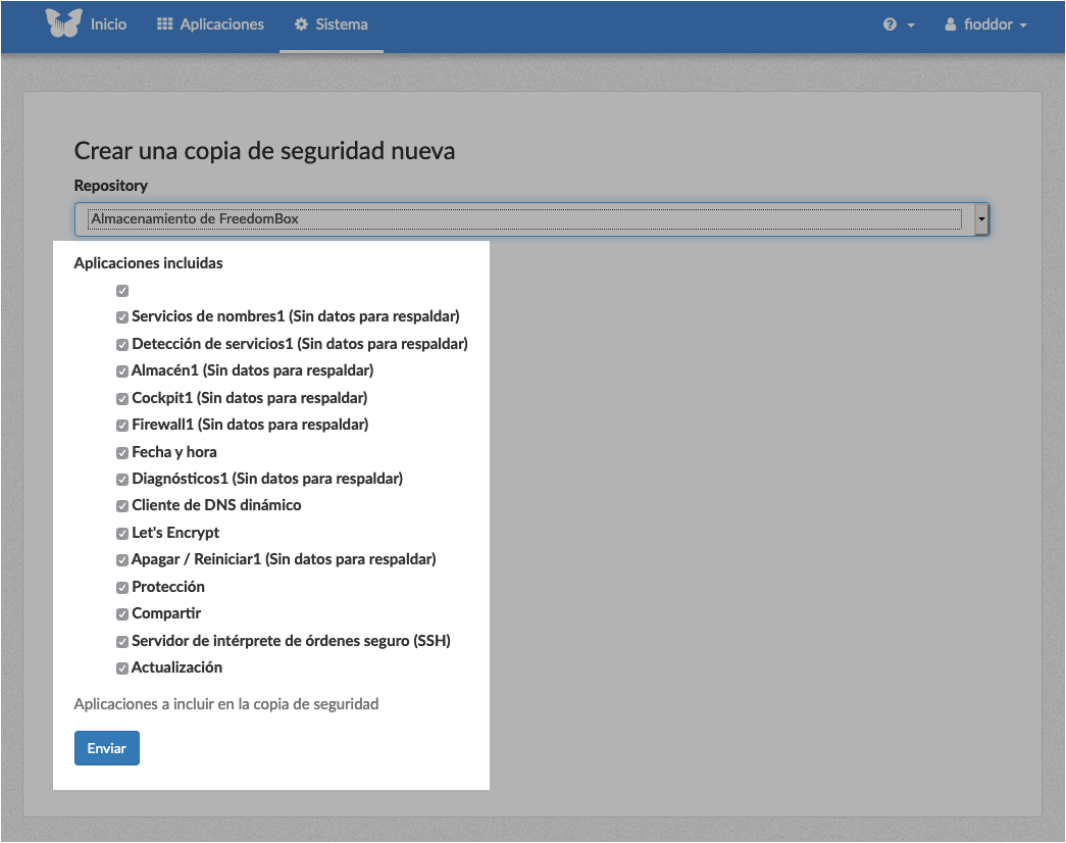 Inicio
Aplicaciones
Sistema
fioddor
Crear una copia de seguridad nueva
Repository
Almacenamiento de FreedomBox
Aplicaciones incluidas
Servicios de nombres1 (Sin datos para respaldar)
Detección de servicios1 (Sin datos para respaldar)
Almacén1 (Sin datos para respaldar)
Cockpit1 (Sin datos para respaldar)
Firewall1 (Sin datos para respaldar)
Fecha y hora
Diagnósticos1 (Sin datos para respaldar)
Cliente de DNS dinámico
Let's Encrypt
Apagar / Reiniciar1 (Sin datos para respaldar)
Protección
Compartir
Servidor de intérprete de órdenes seguro (SSH)
Actualización
Aplicaciones a incluir en la copia de seguridad
Enviar